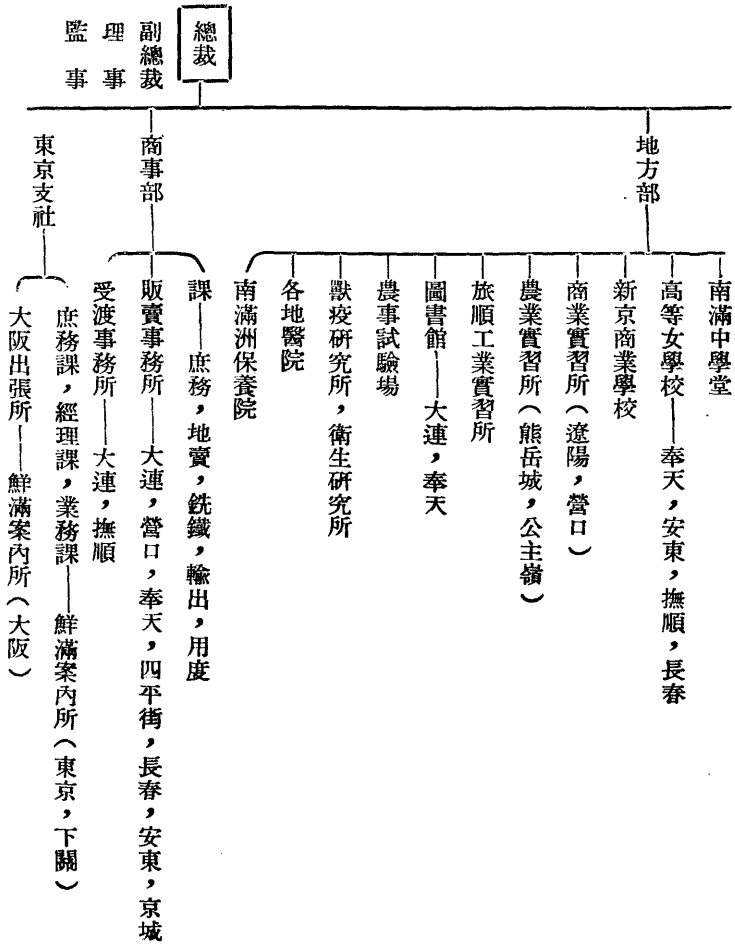 總裁
副總裁
理事
監事
地方部
南滿中學堂
高等女學校——奉天，安東，撫順，長春
新京商業學校
商業實習所（遼陽，營口）
農業實習所（熊岳城，公主嶺）
旅順工業實習所
圖書館——大連，奉天
農事試驗場
獸疫研究所，衛生研究所
各地醫院
南滿洲保養院
商事部
課——庶務，地賣，銑鐵，輸出，用度
販賣事務所——大連，營口，奉天，四平街，長春，安東，京城
受渡事務所——大連，撫順
東京支社
庶務課，經理課，業務課——鮮滿案內所（東京，下關）
大阪出張所——鮮滿案內所（大阪）